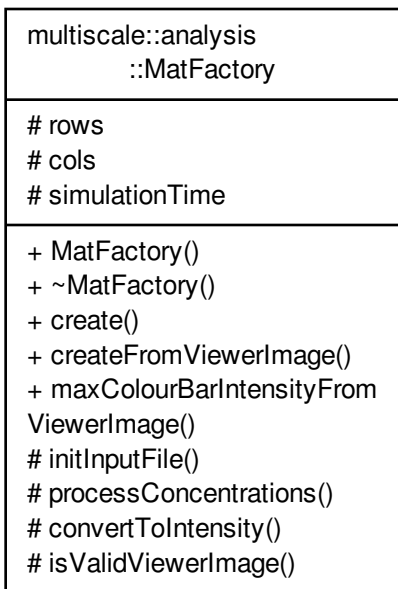 multiscale::analysis
::MatFactory
# rows
# cols
# simulationTime
+ MatFactory()
+ ~MatFactory()
+ create()
+ createFromViewerImage()
+ maxColourBarIntensityFrom
ViewerImage()
# initInputFile()
# processConcentrations()
# convertToIntensity()
# isValidViewerImage()